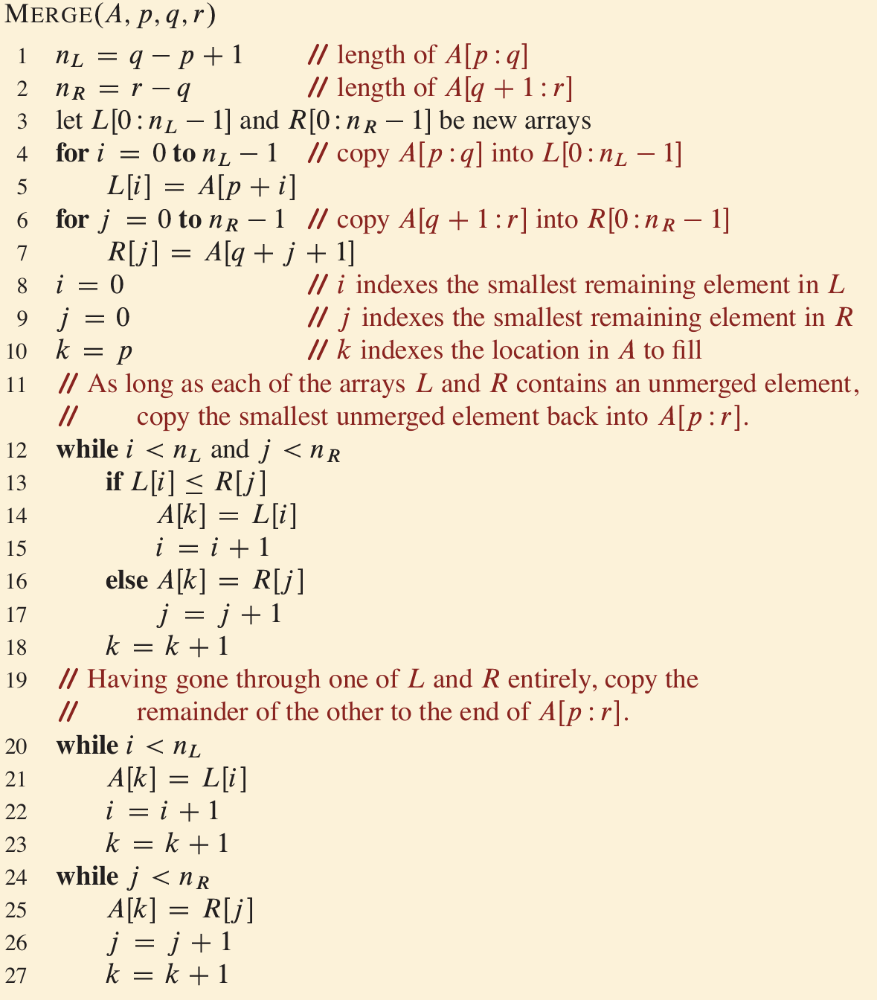 MERGE(A, p, q, r)
1 n_L = q − p + 1 // length of A[p : q]
2 n_R = r − q // length of A[q + 1 : r]
3 let L[0 : n_L − 1] and R[0 : n_R − 1] be new arrays
4 for i = 0 to n_L − 1 // copy A[p : q] into L[0 : n_L − 1]
5 L[i] = A[p + i]
6 for j = 0 to n_R − 1 // copy A[q + 1 : r] into R[0 : n_R − 1]
7 R[j] = A[q + j + 1]
8 i = 0 // i indexes the smallest remaining element in L
9 j = 0 // j indexes the smallest remaining element in R
10 k = p // k indexes the location in A to fill
11 // As long as each of the arrays L and R contains an unmerged element,
// copy the smallest unmerged element back into A[p : r].
12 while i < n_L and j < n_R
13 if L[i] ≤ R[j]
14 A[k] = L[i]
15 i = i + 1
16 else A[k] = R[j]
17 j = j + 1
18 k = k + 1
19 // Having gone through one of L and R entirely, copy the
// remainder of the other to the end of A[p : r].
20 while i < n_L
21 A[k] = L[i]
22 i = i + 1
23 k = k + 1
24 while j < n_R
25 A[k] = R[j]
26 j = j + 1
27 k = k + 1